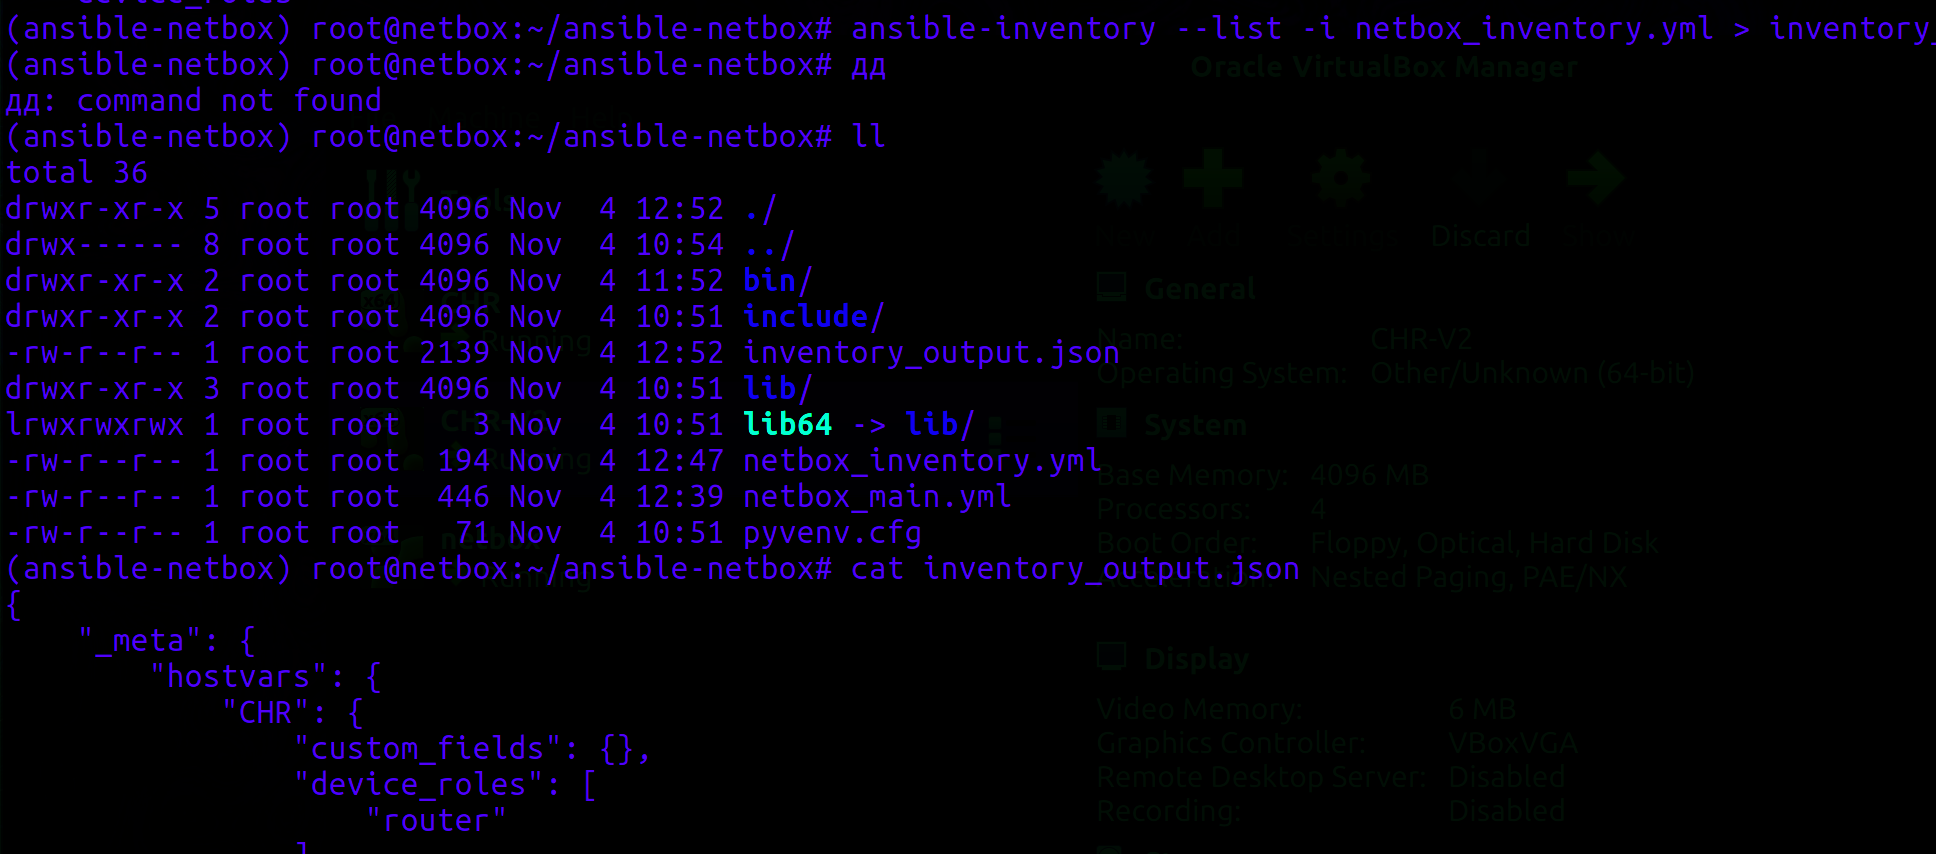 device_roles
(ansible-netbox) root@netbox:~/ansible-netbox# ansible-inventory --list -i netbox_inventory.yml > inventory_
(ansible-netbox) root@netbox:~/ansible-netbox# дд
Oracle VirtualBox Manager
дд: command not found
(ansible-netbox) root@netbox:~/ansible-netbox# ll
total 36
Tools
drwxr-xr-x 5 root root 4096 Nov  4 12:52 ./
drwx------ 8 root root 4096 Nov  4 10:54 ../
New Add Settings Discard Show
drwxr-xr-x 2 root root 4096 Nov  4 11:52 bin/
General
CHR
drwxr-xr-x 2 root root 4096 Nov  4 10:51 include/
Running
Name: CHR-V2
-rw-r--r-- 1 root root 2139 Nov  4 12:52 inventory_output.json
Operating System: Other/Unknown (64-bit)
drwxr-xr-x 3 root root 4096 Nov  4 10:51 lib/
CHR-V2
lrwxrwxrwx 1 root root    3 Nov  4 10:51 lib64 -> lib/
System
Running
-rw-r--r-- 1 root root  194 Nov  4 12:47 netbox_inventory.yml
Base Memory: 4096 MB
-rw-r--r-- 1 root root  446 Nov  4 12:39 netbox_main.yml
Processors: 4
-rw-r--r-- 1 root root   71 Nov  4 10:51 pyvenv.cfg
netbox
Boot Order: Floppy, Optical, Hard Disk
(ansible-netbox) root@netbox:~/ansible-netbox# cat inventory_output.json
Running
Acceleration: Nested Paging, PAE/NX
{
    "_meta": {
Display
        "hostvars": {
            "CHR": {
Video Memory: 6 MB
                "custom_fields": {},
Graphics Controller: VBoxVGA
                "device_roles": [
Remote Desktop Server: Disabled
                    "router"
Recording: Disabled
                ]